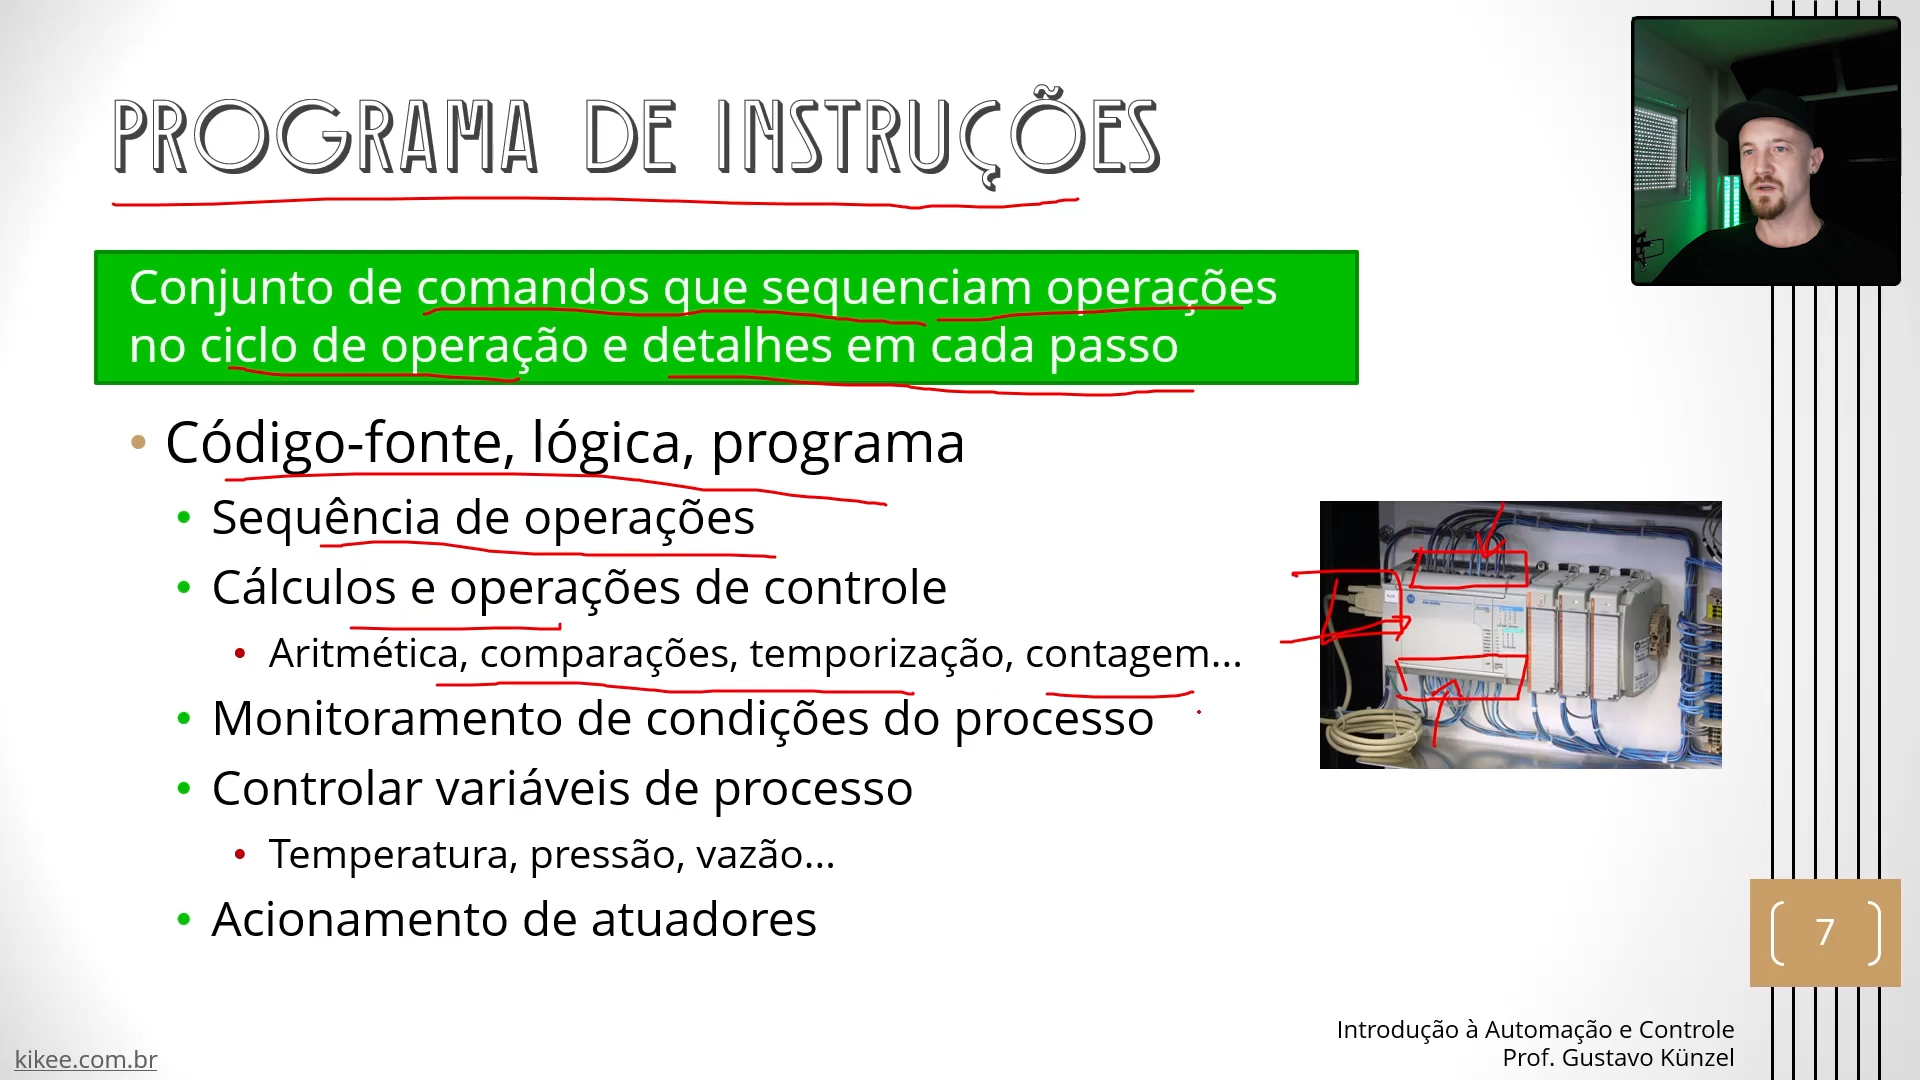 PROGRAMA DE INSTRUÇÕES
Conjunto de comandos que sequenciam operações
no ciclo de operação e detalhes em cada passo
• Código-fonte, lógica, programa
• Sequência de operações
• Cálculos e operações de controle
• Aritmética, comparações, temporização, contagem...
• Monitoramento de condições do processo
• Controlar variáveis de processo
• Temperatura, pressão, vazão...
• Acionamento de atuadores
7
Introdução à Automação e Controle
Prof. Gustavo Künzel
kikee.com.br